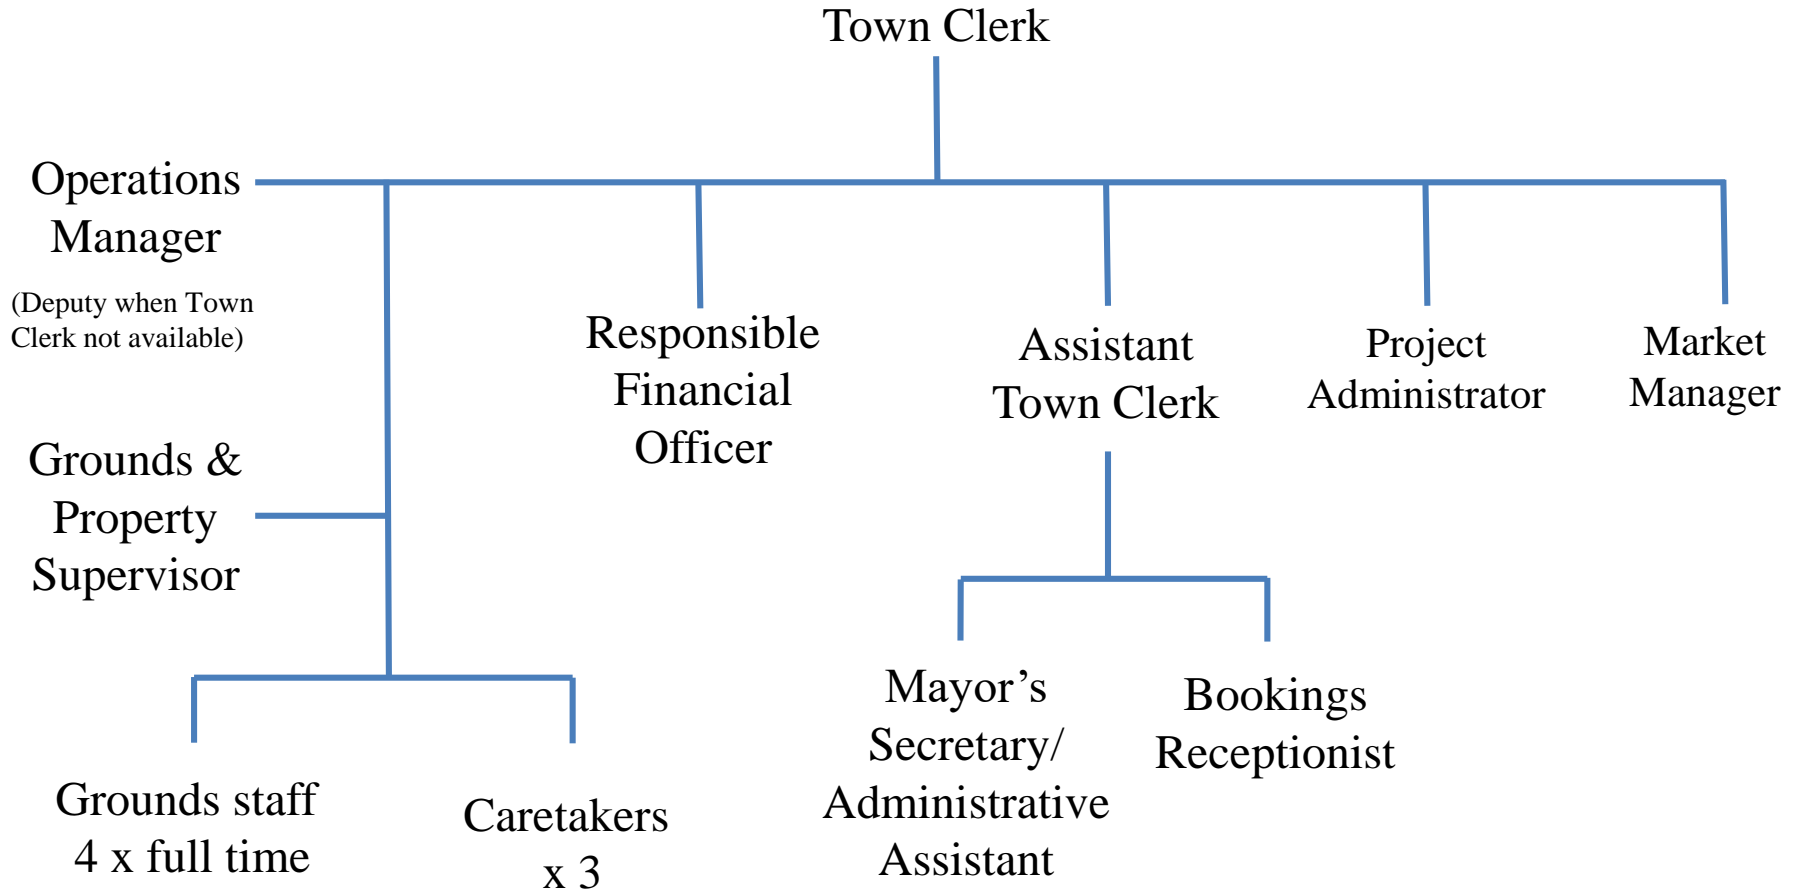 Town Clerk
Operations
Manager
(Deputy when Town
Clerk not available)
Responsible
Financial
Officer
Assistant
Town Clerk
Project
Administrator
Market
Manager
Grounds &
Property
Supervisor
Grounds staff
4 x full time
Caretakers
x 3
Mayor’s
Secretary/
Administrative
Assistant
Bookings
Receptionist